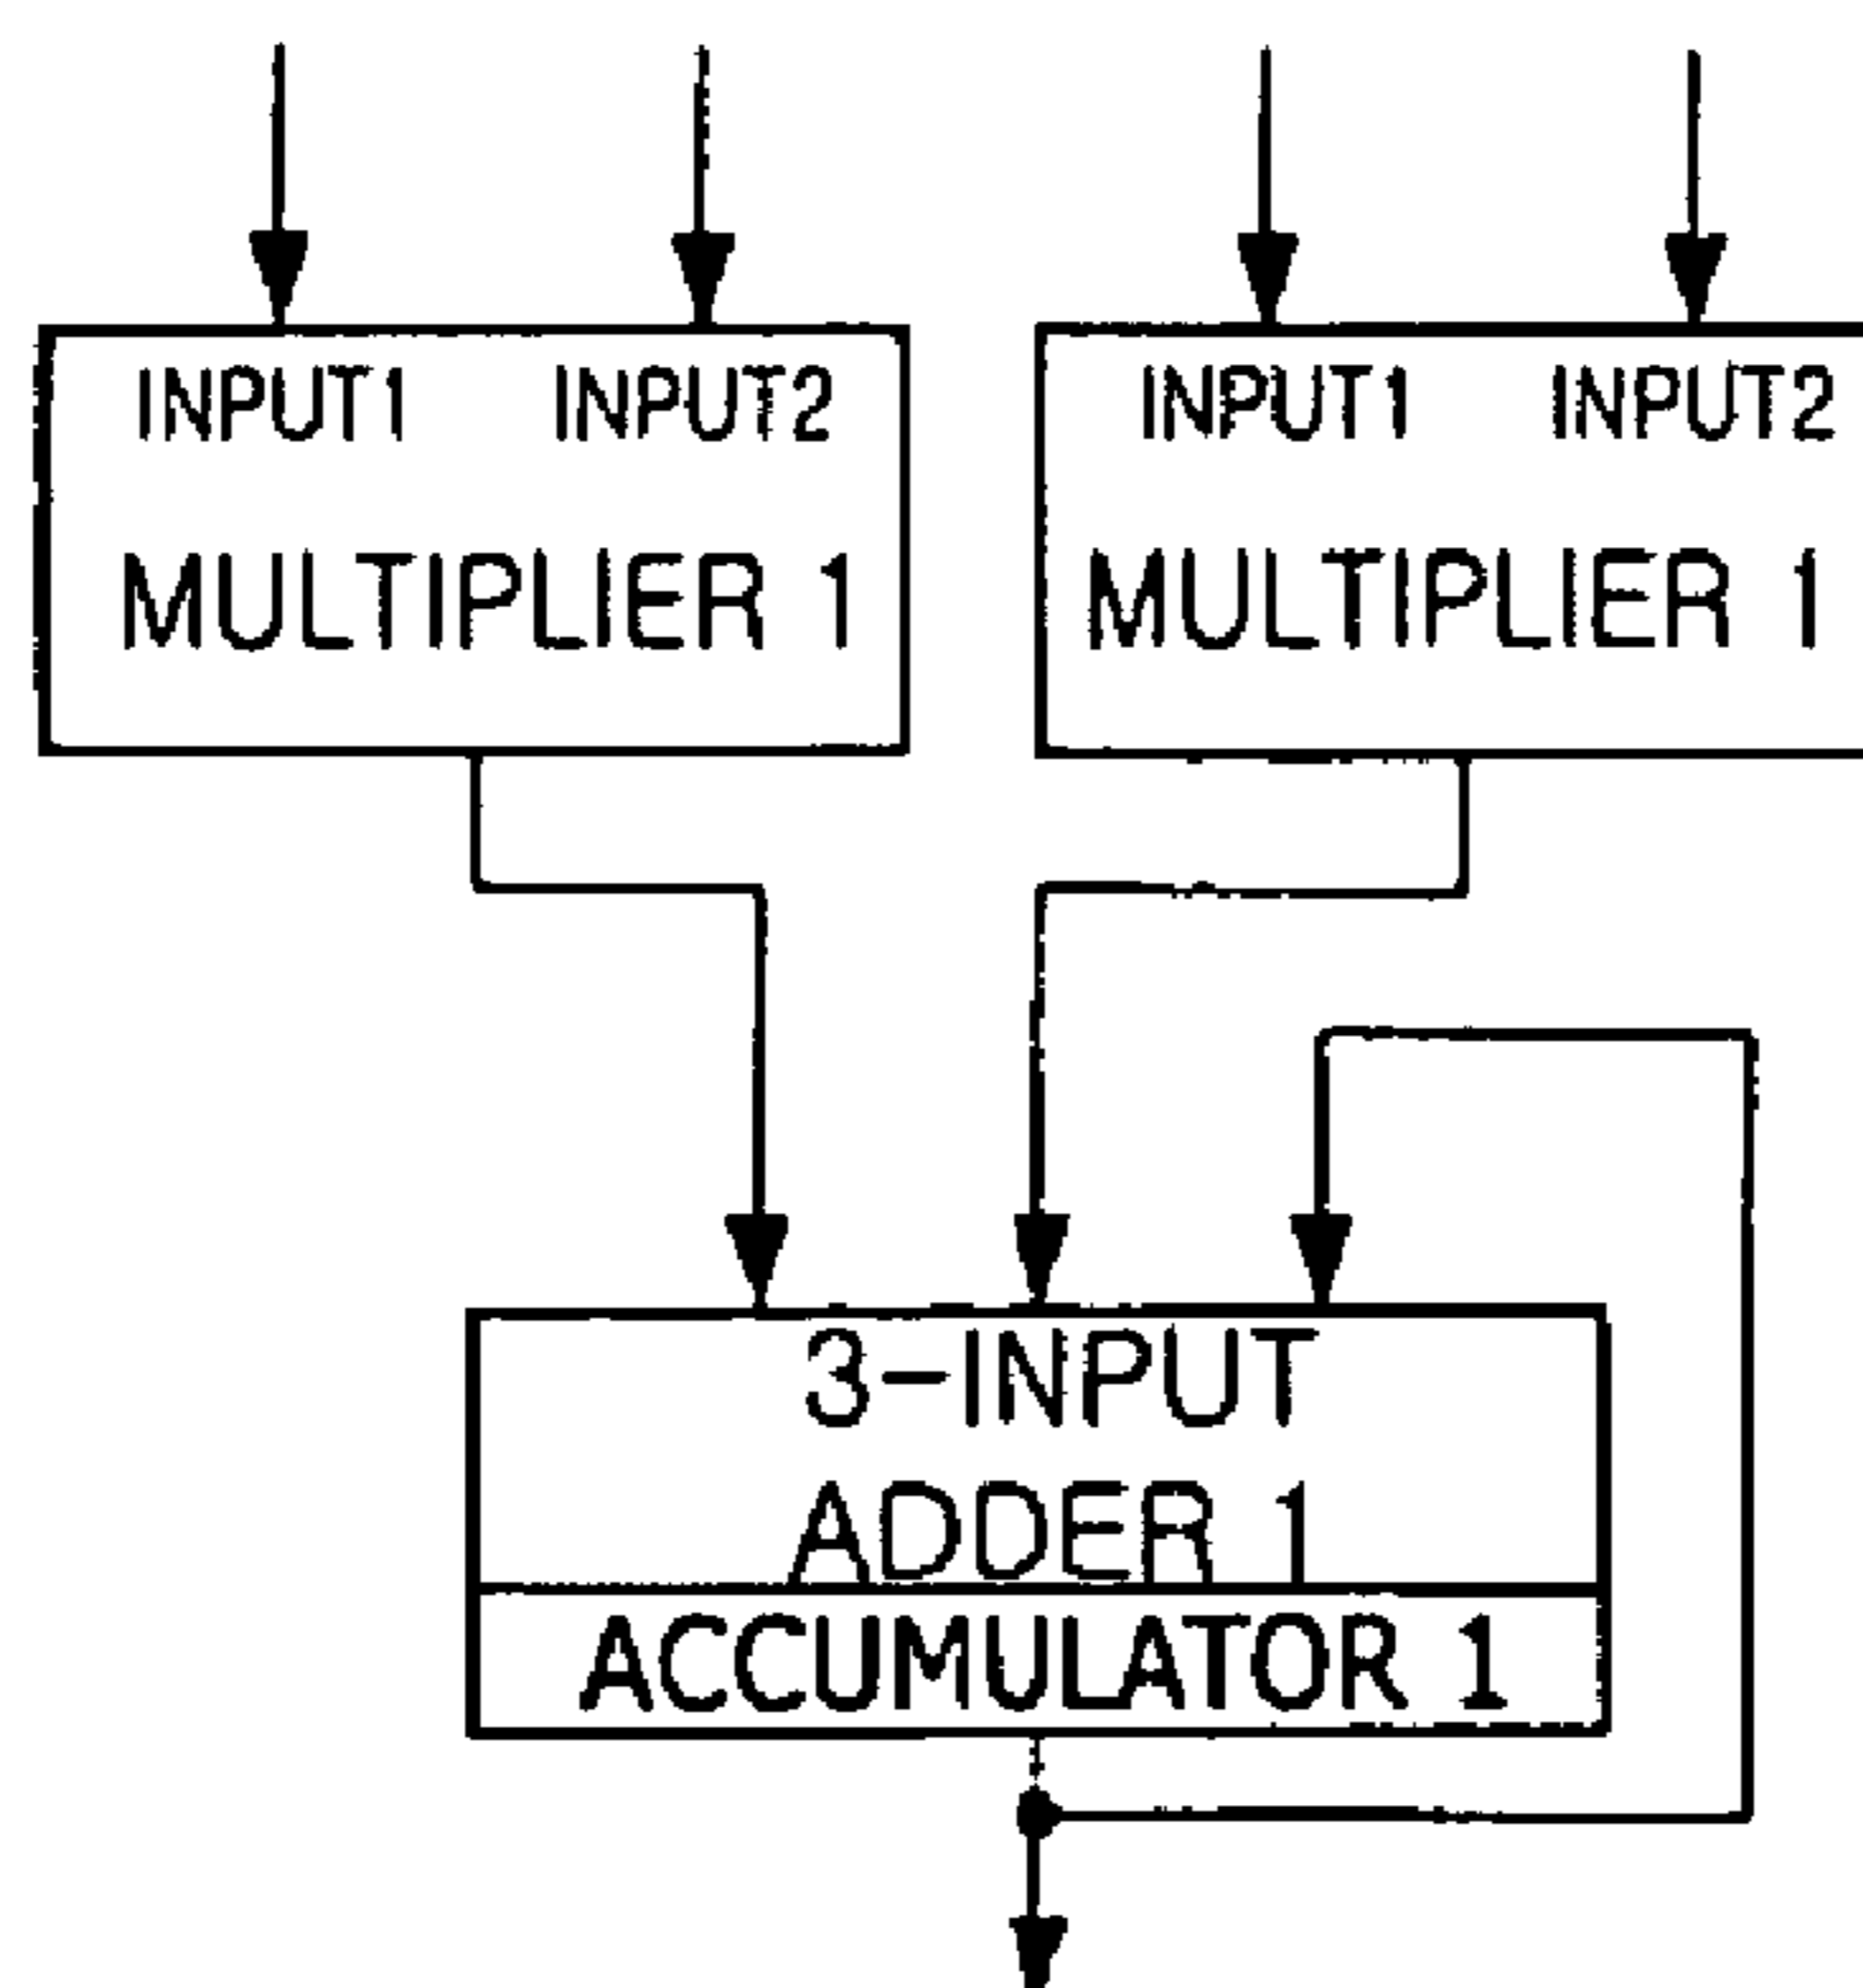 INPUT1 INPUT2
MULTIPLIER 1
INPUT1 INPUT2
MULTIPLIER 1
3-INPUT
ADDER 1
ACCUMULATOR 1